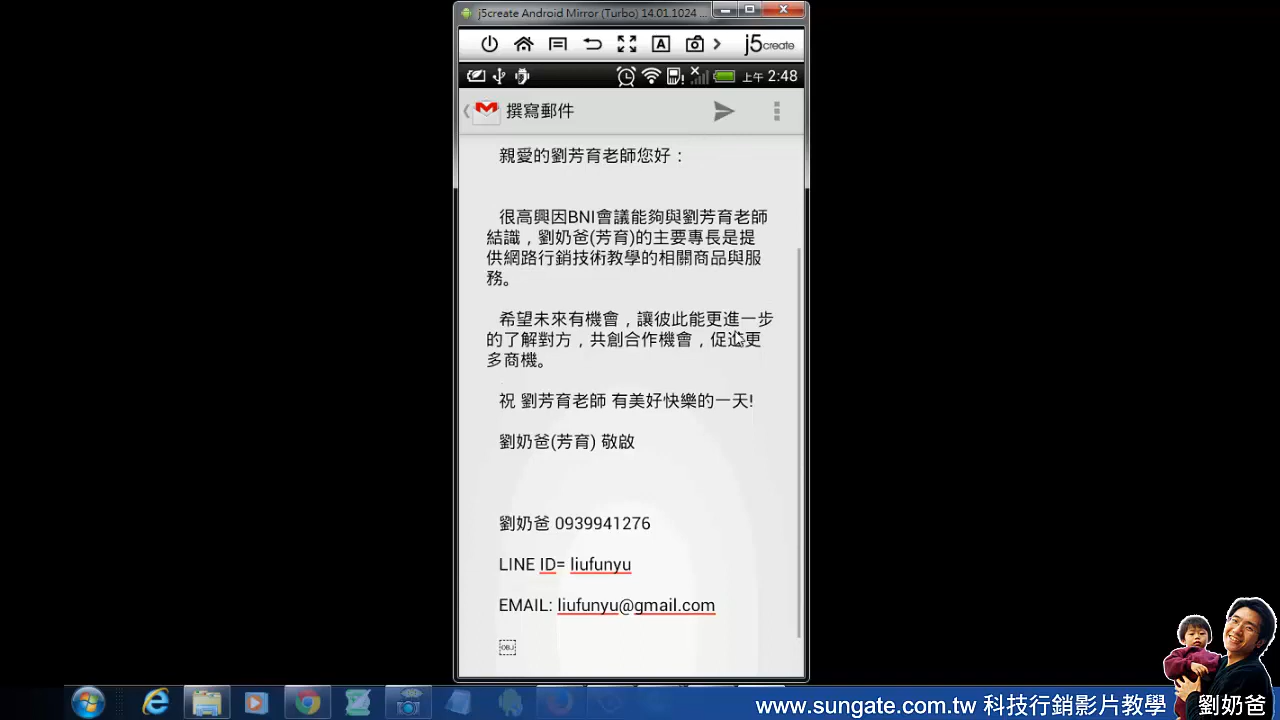 j5create Android Mirror (Turbo) 14.01.1024 ...
j5create
上午 2:48
撰寫郵件
親愛的劉芳育老師您好：
很高興因BNI會議能夠與劉芳育老師
結識，劉奶爸(芳育)的主要專長是提
供網路行銷技術教學的相關商品與服
務。
希望未來有機會，讓彼此能更進一步
的了解對方，共創合作機會，促進更
多商機。
祝 劉芳育老師 有美好快樂的一天!
劉奶爸(芳育) 敬啟
劉奶爸 0939941276
LINE ID= liufunyu
EMAIL: liufunyu@gmail.com
OBJ
www.sungate.com.tw 科技行銷影片教學 劉奶爸